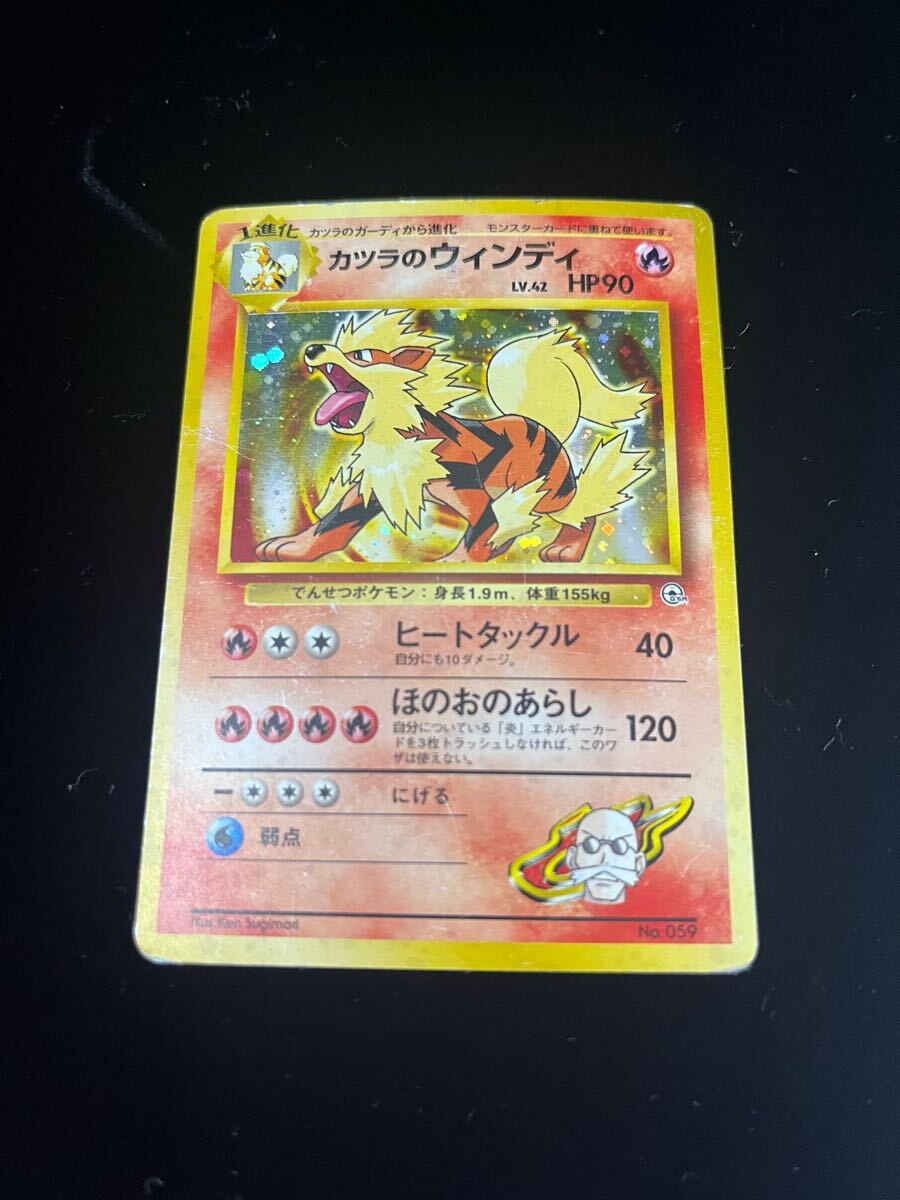 1進化 カツラのガーディから進化 モンスターカードに重ねて使います。
カツラのウィンディ
LV.42 HP90
でんせつポケモン：身長1.9m、体重155kg
GYM
ヒートタックル 40
自分にも10ダメージ。
ほのおのあらし 120
自分についている「炎」エネルギーカー
ドを3枚トラッシュしなければ、このワ
ザは使えない。
ー にげる
弱点
Illus. Ken Sugimori
No. 059